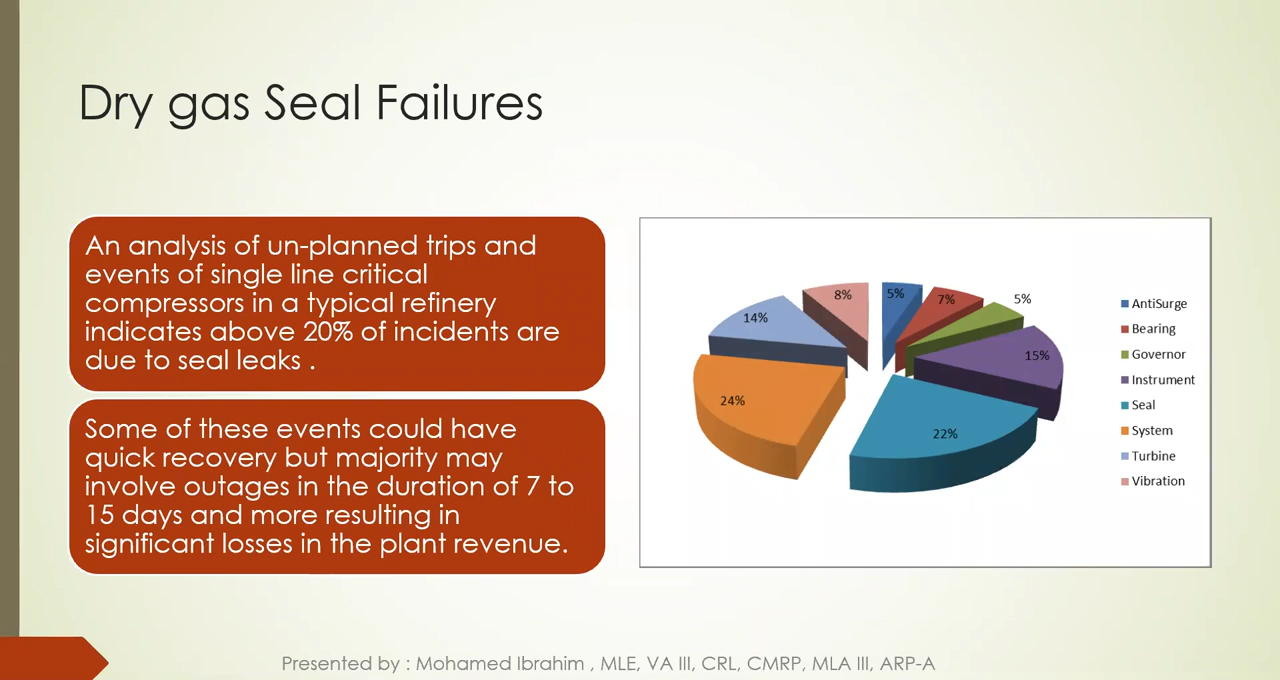 Dry gas Seal Failures
An analysis of un-planned trips and
events of single line critical
compressors in a typical refinery
indicates above 20% of incidents are
due to seal leaks .
Some of these events could have
quick recovery but majority may
involve outages in the duration of 7 to
15 days and more resulting in
significant losses in the plant revenue.
5%
7%
5%
15%
22%
24%
14%
8%
AntiSurge
Bearing
Governor
Instrument
Seal
System
Turbine
Vibration
Presented by : Mohamed Ibrahim , MLE, VA III, CRL, CMRP, MLA III, ARP-A